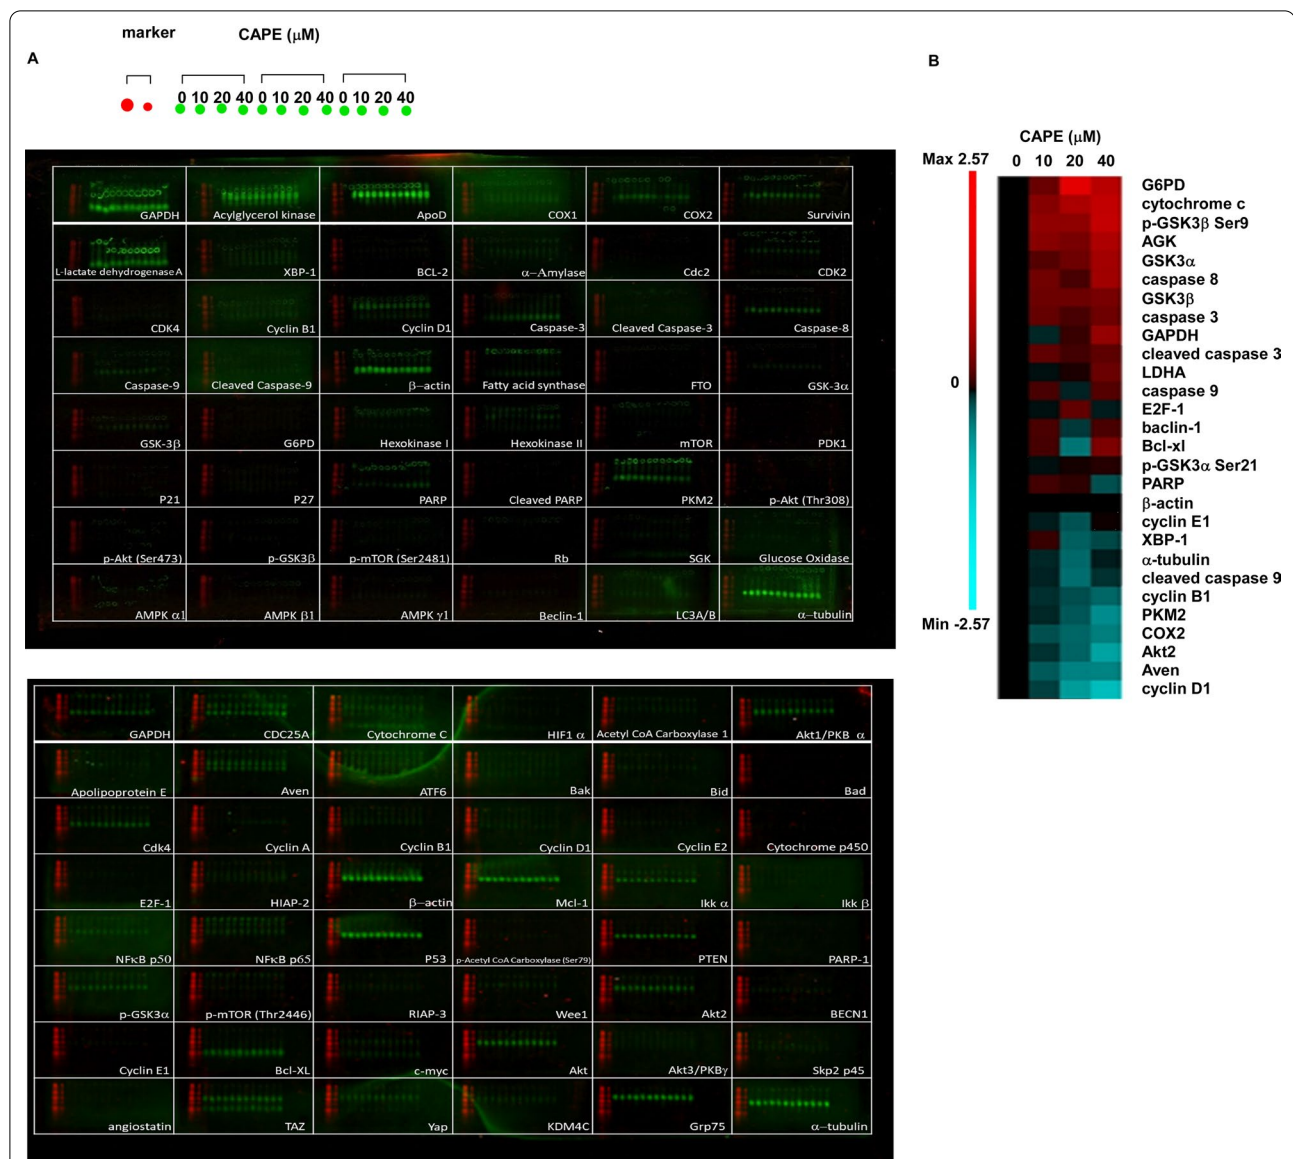 marker CAPE (μM)
A
0 10 20 40 0 10 20 40 0 10 20 40
GAPDH Acylglycerol kinase ApoD COX1 COX2 Survivin
L-lactate dehydrogenase A XBP-1 BCL-2 α-Amylase Cdc2 CDK2
CDK4 Cyclin B1 Cyclin D1 Caspase-3 Cleaved Caspase-3 Caspase-8
Caspase-9 Cleaved Caspase-9 β-actin Fatty acid synthase FTO GSK-3α
GSK-3β G6PD Hexokinase I Hexokinase II mTOR PDK1
P21 P27 PARP Cleaved PARP PKM2 p-Akt (Thr308)
p-Akt (Ser473) p-GSK3β p-mTOR (Ser2481) Rb SGK Glucose Oxidase
AMPK α1 AMPK β1 AMPK γ1 Beclin-1 LC3A/B α-tubulin
GAPDH CDC25A Cytochrome C HIF1 α Acetyl CoA Carboxylase 1 Akt1/PKB α
Apolipoprotein E Aven ATF6 Bak Bid Bad
Cdk4 Cyclin A Cyclin B1 Cyclin D1 Cyclin E2 Cytochrome p450
E2F-1 HIAP-2 β-actin Mcl-1 Ikk α Ikk β
NFκB p50 NFκB p65 P53 p-Acetyl CoA Carboxylase (Ser79) PTEN PARP-1
p-GSK3α p-mTOR (Thr2446) RIAP-3 Wee1 Akt2 BECN1
Cyclin E1 Bcl-XL c-myc Akt Akt3/PKBγ Skp2 p45
angiostatin TAZ Yap KDM4C Grp75 α-tubulin
B
CAPE (μM)
Max 2.57 0 10 20 40
0
Min -2.57
G6PD
cytochrome c
p-GSK3β Ser9
AGK
GSK3α
caspase 8
GSK3β
caspase 3
GAPDH
cleaved caspase 3
LDHA
caspase 9
E2F-1
baclin-1
Bcl-xl
p-GSK3α Ser21
PARP
β-actin
cyclin E1
XBP-1
α-tubulin
cleaved caspase 9
cyclin B1
PKM2
COX2
Akt2
Aven
cyclin D1